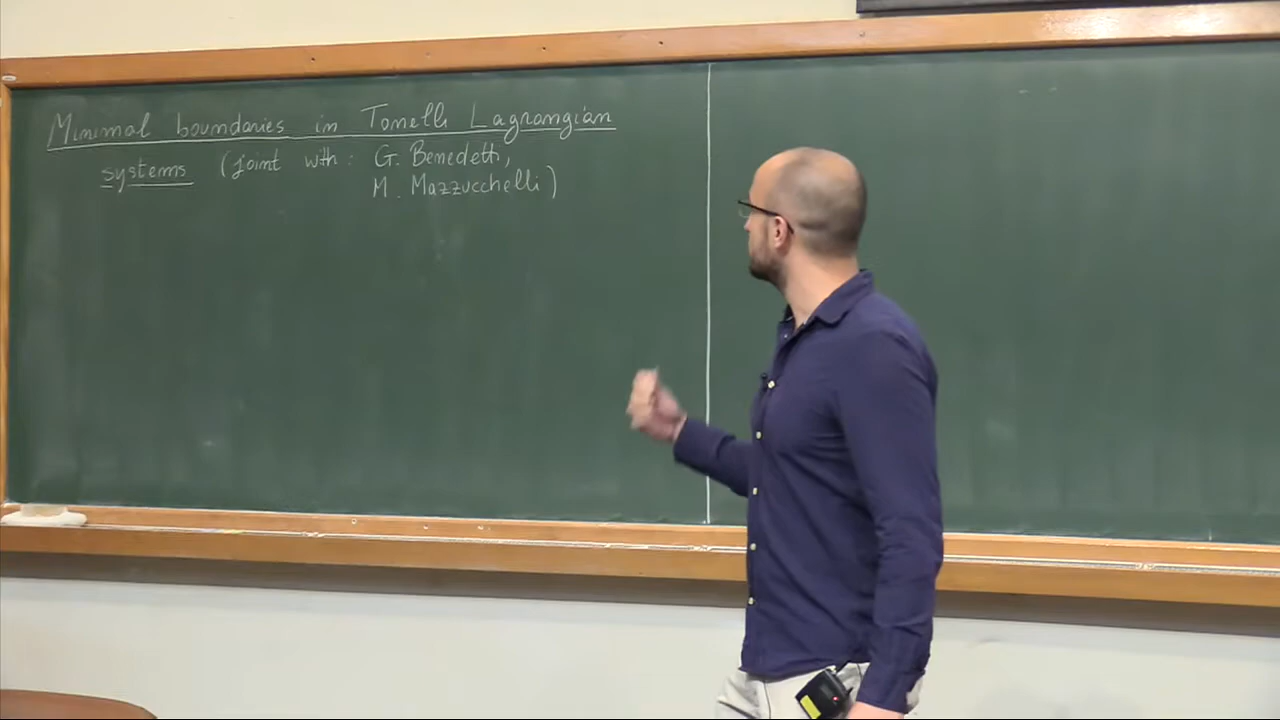 Minimal boundaries in Tonelli Lagrangian
systems (joint with: G. Benedetti,
M. Mazzucchelli)